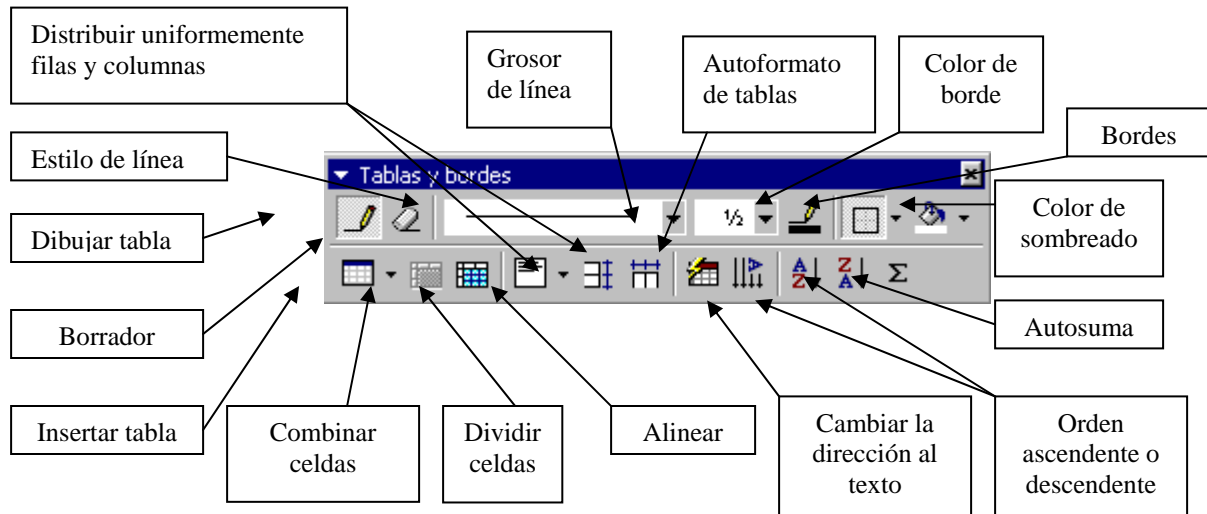 Distribuir uniformemente
filas y columnas
Grosor
de línea
Autoformato
de tablas
Color de
borde
Bordes
Estilo de línea
Tablas y bordes
Dibujar tabla
½
Color de
sombreado
A
Z
Z
A
Σ
Borrador
Autosuma
Insertar tabla
Combinar
celdas
Dividir
celdas
Alinear
Cambiar la
dirección al
texto
Orden
ascendente o
descendente